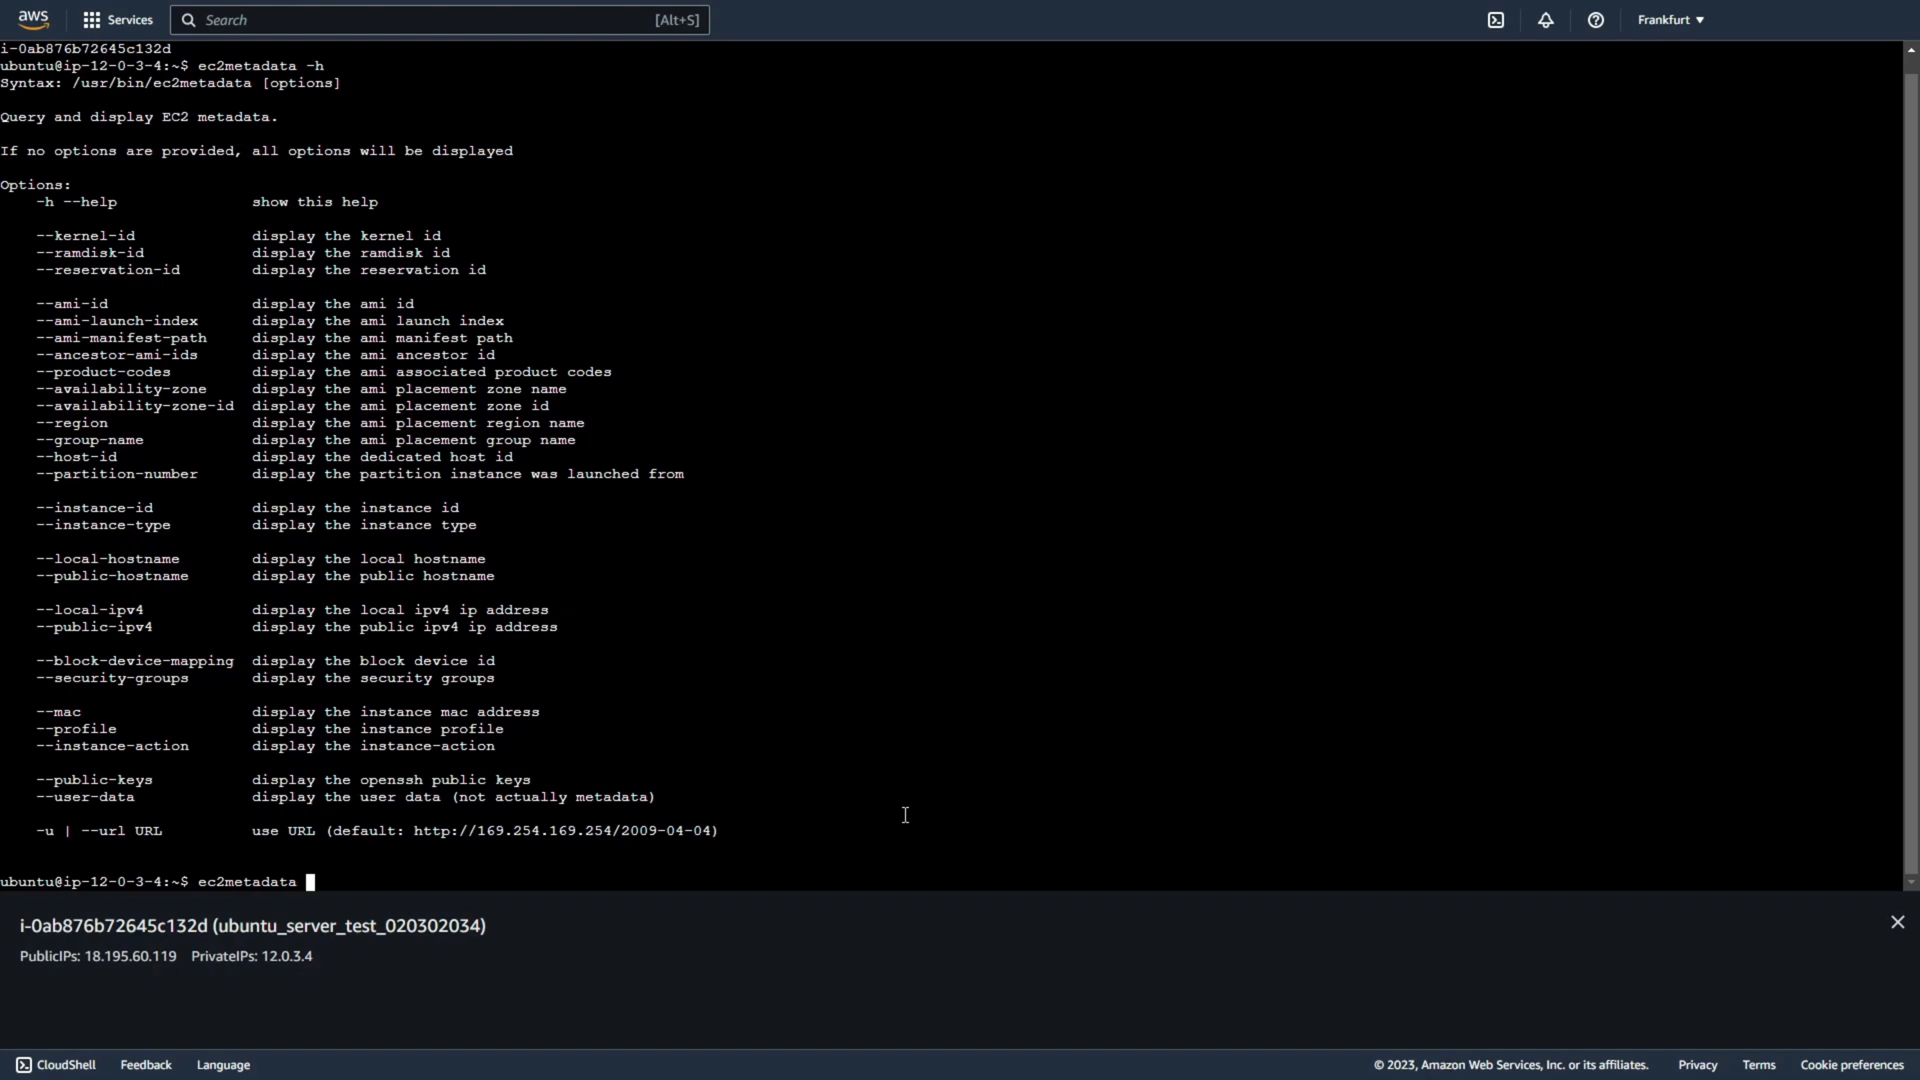 aws
Services
Search [Alt+S]
Frankfurt
i-0ab876b72645c132d
ubuntu@ip-12-0-3-4:~$ ec2metadata -h
Syntax: /usr/bin/ec2metadata [options]
Query and display EC2 metadata.
If no options are provided, all options will be displayed
Options:
-h --help show this help
--kernel-id display the kernel id
--ramdisk-id display the ramdisk id
--reservation-id display the reservation id
--ami-id display the ami id
--ami-launch-index display the ami launch index
--ami-manifest-path display the ami manifest path
--ancestor-ami-ids display the ami ancestor id
--product-codes display the ami associated product codes
--availability-zone display the ami placement zone name
--availability-zone-id display the ami placement zone id
--region display the ami placement region name
--group-name display the ami placement group name
--host-id display the dedicated host id
--partition-number display the partition instance was launched from
--instance-id display the instance id
--instance-type display the instance type
--local-hostname display the local hostname
--public-hostname display the public hostname
--local-ipv4 display the local ipv4 ip address
--public-ipv4 display the public ipv4 ip address
--block-device-mapping display the block device id
--security-groups display the security groups
--mac display the instance mac address
--profile display the instance profile
--instance-action display the instance-action
--public-keys display the openssh public keys
--user-data display the user data (not actually metadata)
-u | --url URL use URL (default: http://169.254.169.254/2009-04-04)
ubuntu@ip-12-0-3-4:~$ ec2metadata
i-0ab876b72645c132d (ubuntu_server_test_020302034)
PublicIPs: 18.195.60.119 PrivateIPs: 12.0.3.4
CloudShell Feedback Language
© 2023, Amazon Web Services, Inc. or its affiliates. Privacy Terms Cookie preferences